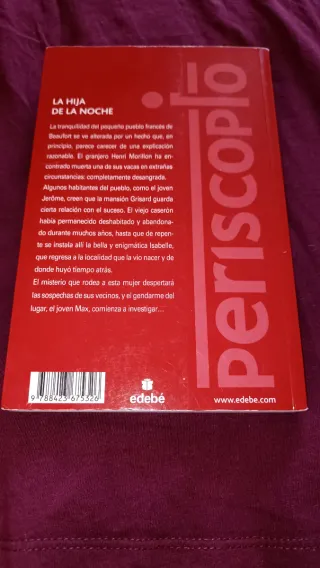 LA HIJA
DE LA NOCHE
La tranquilidad del pequeño pueblo francés de
Beaufort se ve alterada por un hecho que, en
principio, parece carecer de una explicación
razonable. El granjero Henri Morillon ha en-
contrado muerta una de sus vacas en extrañas
circunstancias: completamente desangrada.
Algunos habitantes del pueblo, como el joven
Jerôme, creen que la mansión Grisard guarda
cierta relación con el suceso. El viejo caserón
había permanecido deshabitado y abandona-
do durante muchos años, hasta que de repen-
te se instala allí la bella y enigmática Isabelle,
que regresa a la localidad que la vio nacer y de
donde huyó tiempo atrás.
El misterio que rodea a esta mujer despertará
las sospechas de sus vecinos, y el gendarme del
lugar, el joven Max, comienza a investigar...
periscopio
edebé
www.edebe.com
9 788423 675326